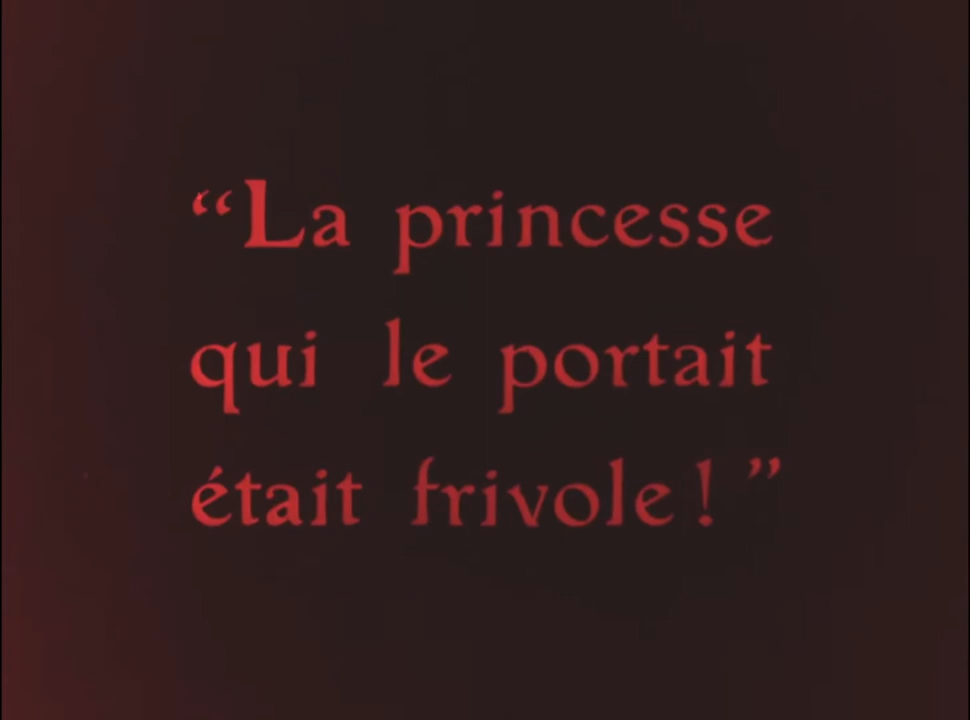 “La princesse
qui le portait
était frivole! ”